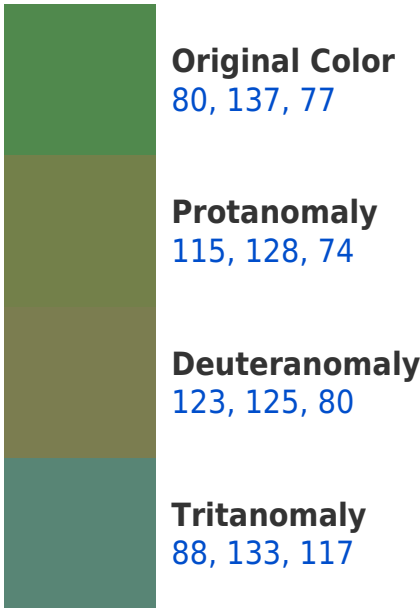 Original Color
80, 137, 77
Protanomaly
115, 128, 74
Deuteranomaly
123, 125, 80
Tritanomaly
88, 133, 117